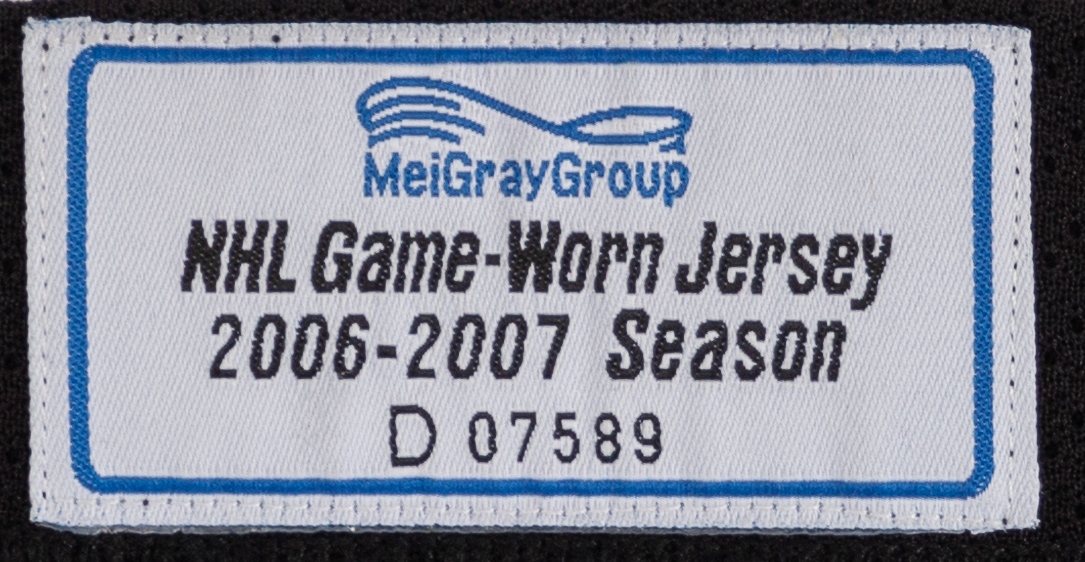 MeiGrayGroup
NHL Game-Worn Jersey
2006-2007 Season
D 07589